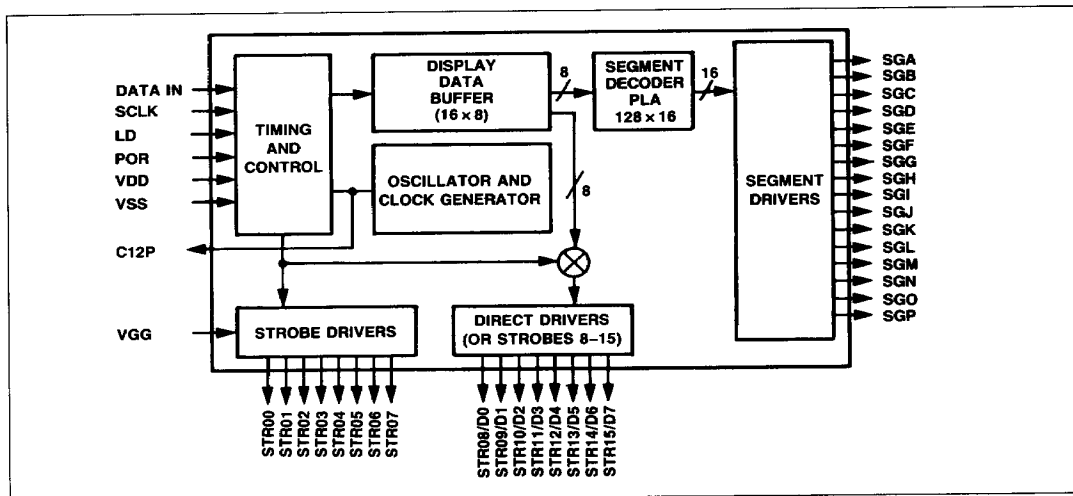 DATA IN
SCLK
LD
POR
VDD
VSS
C12P
VGG
TIMING
AND
CONTROL
DISPLAY
DATA
BUFFER
(16 × 8)
8
SEGMENT
DECODER
PLA
128 × 16
16
OSCILLATOR AND
CLOCK GENERATOR
8
SEGMENT
DRIVERS
STROBE DRIVERS
DIRECT DRIVERS
(OR STROBES 8–15)
SGA
SGB
SGC
SGD
SGE
SGF
SGG
SGH
SGI
SGJ
SGK
SGL
SGM
SGN
SGO
SGP
STR00
STR01
STR02
STR03
STR04
STR05
STR06
STR07
STR08/D0
STR09/D1
STR10/D2
STR11/D3
STR12/D4
STR13/D5
STR14/D6
STR15/D7